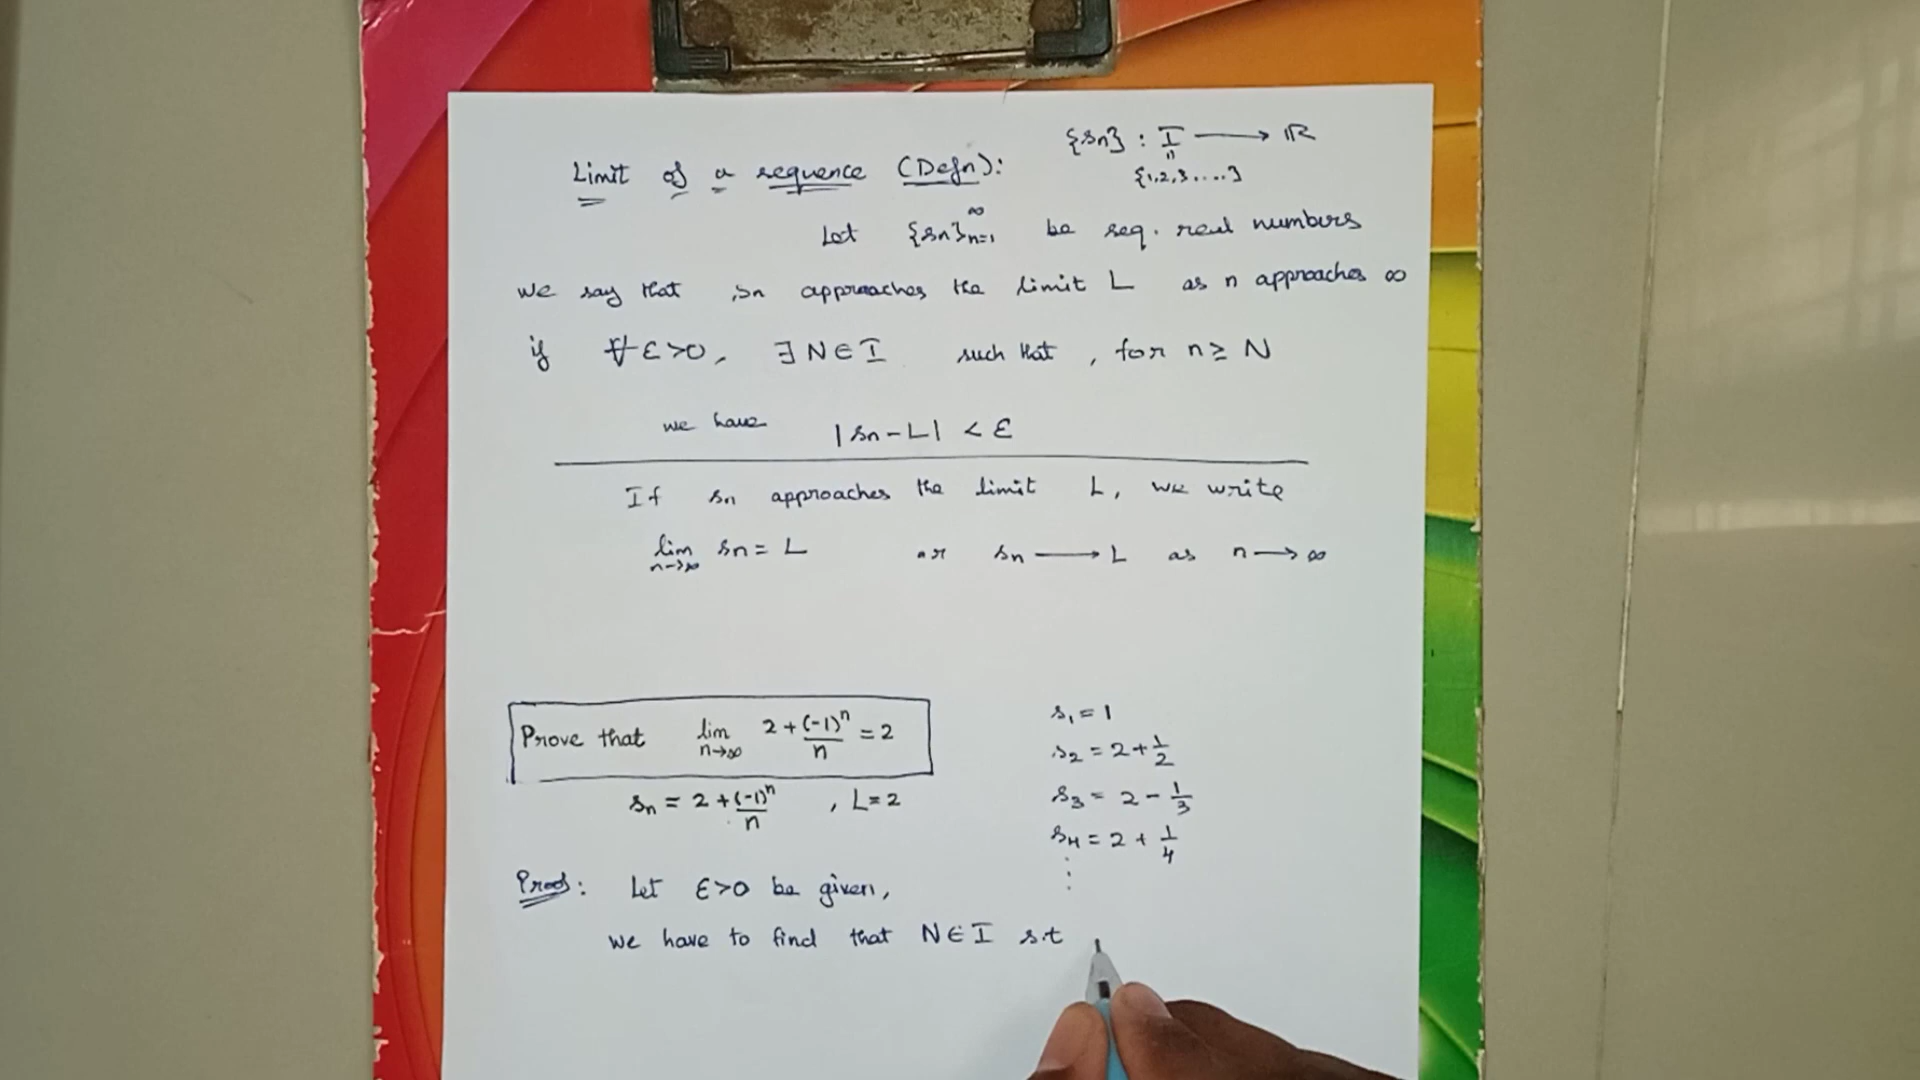 {sn} : I → ℝ
"
{1,2,3,....}
Limit of a sequence (Defn):
Let {sn}∞n=1 be seq. real numbers
we say that sn approaches the limit L as n approaches ∞
if ∀ ε>0, ∃ N∈I such that, for n≥N
we have |sn-L| < ε
If sn approaches the limit L, we write
lim n→∞ sn = L or sn → L as n → ∞
Prove that lim n→∞ 2+(-1)ⁿ/n = 2
sn = 2+(-1)ⁿ/n , L=2
s1 = 1
s2 = 2+1/2
s3 = 2-1/3
s4 = 2+1/4
⋮
Proof: Let ε>0 be given,
we have to find that N∈I s.t